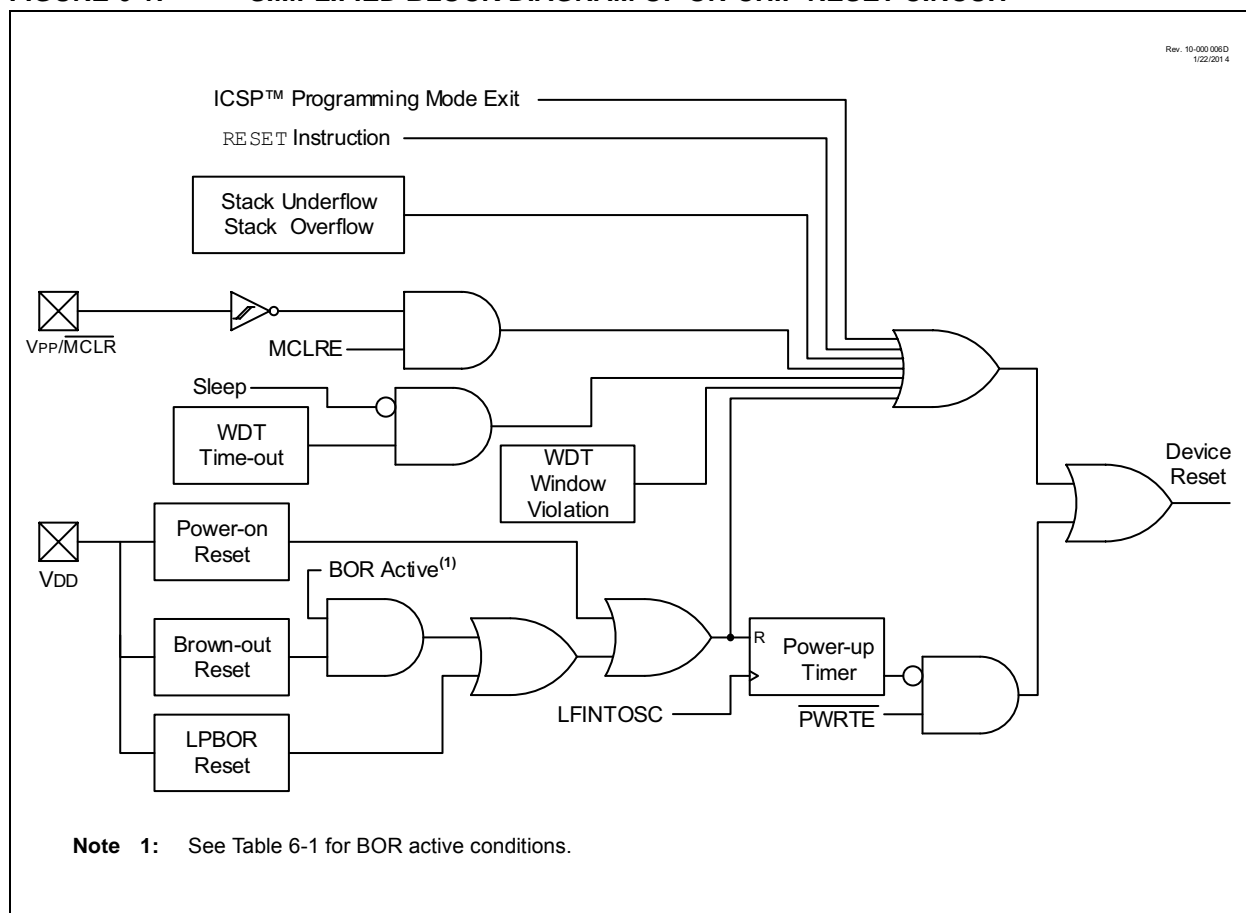 Rev. 10-000 006D
1/22/201 4
ICSP™ Programming Mode Exit
RESET Instruction
Stack Underflow
Stack Overflow
VPP/MCLR
MCLRE
Sleep
WDT
Time-out
WDT
Window
Violation
Device
Reset
VDD
Power-on
Reset
BOR Active(1)
Brown-out
Reset
R
Power-up
Timer
LFINTOSC
PWRTE
LPBOR
Reset
Note 1: See Table 6-1 for BOR active conditions.